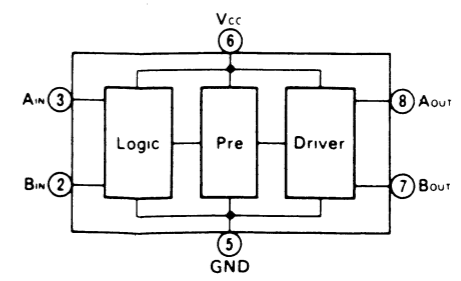 Vcc
6
AIN 3
8 AOUT
Logic
Pre
Driver
BIN 2
7 BOUT
5
GND